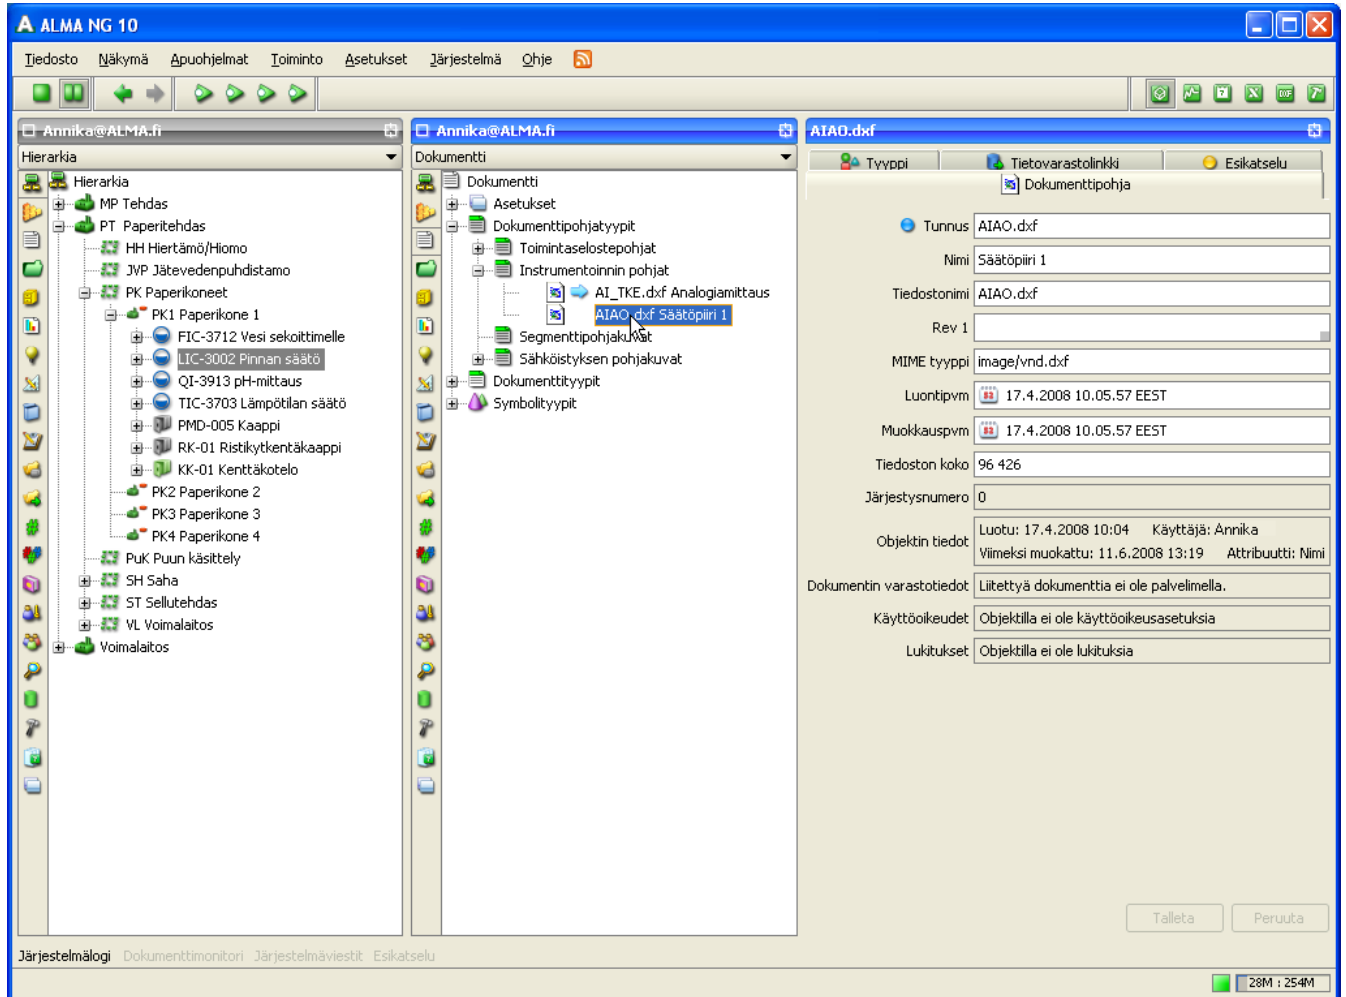 ALMA NG 10
Tiedosto Näkymä Apuohjelmat Toiminto Asetukset Järjestelmä Ohje
Annika@ALMA.fi
Hierarkia
Hierarkia
MP Tehdas
PT Paperitehdas
HH Hiertämö/Hiomo
JVP Jätevedenpuhdistamo
PK Paperikoneet
PK1 Paperikone 1
FIC-3712 Vesi sekoittimelle
LIC-3002 Pinnan säätö
QI-3913 pH-mittaus
TIC-3703 Lämpötilan säätö
PMD-005 Kaappi
RK-01 Ristikytkentäkaappi
KK-01 Kenttäkotelo
PK2 Paperikone 2
PK3 Paperikone 3
PK4 Paperikone 4
PuK Puun käsittely
SH Saha
ST Sellutehdas
VL Voimalaitos
Voimalaitos
Annika@ALMA.fi
Dokumentti
Dokumentti
Asetukset
Dokumenttipohjatyypit
Toimintaselostepohjat
Instrumentoinnin pohjat
AI_TKE.dxf Analogiamittaus
AIAO.dxf Säätöpiiri 1
Segmenttipohjakuvat
Sähköistyksen pohjakuvat
Dokumenttityypit
Symbolityypit
AIAO.dxf
Tyyppi Tietovarastolinkki Esikatselu
Dokumenttipohja
Tunnus AIAO.dxf
Nimi Säätöpiiri 1
Tiedostonimi AIAO.dxf
Rev 1
MIME tyyppi image/vnd.dxf
Luontipvm 17.4.2008 10.05.57 EEST
Muokkauspvm 17.4.2008 10.05.57 EEST
Tiedoston koko 96 426
Järjestysnumero 0
Objektin tiedot Luotu: 17.4.2008 10:04 Käyttäjä: Annika
Viimeksi muokattu: 11.6.2008 13:19 Attribuutti: Nimi
Dokumentin varastotiedot Liitettyä dokumenttia ei ole palvelimella.
Käyttöoikeudet Objektilla ei ole käyttöoikeusasetuksia
Lukitukset Objektilla ei ole lukituksia
Talleta Peruuta
Järjestelmälogi Dokumenttimonitori Järjestelmäviestit Esikatselu
28M : 254M